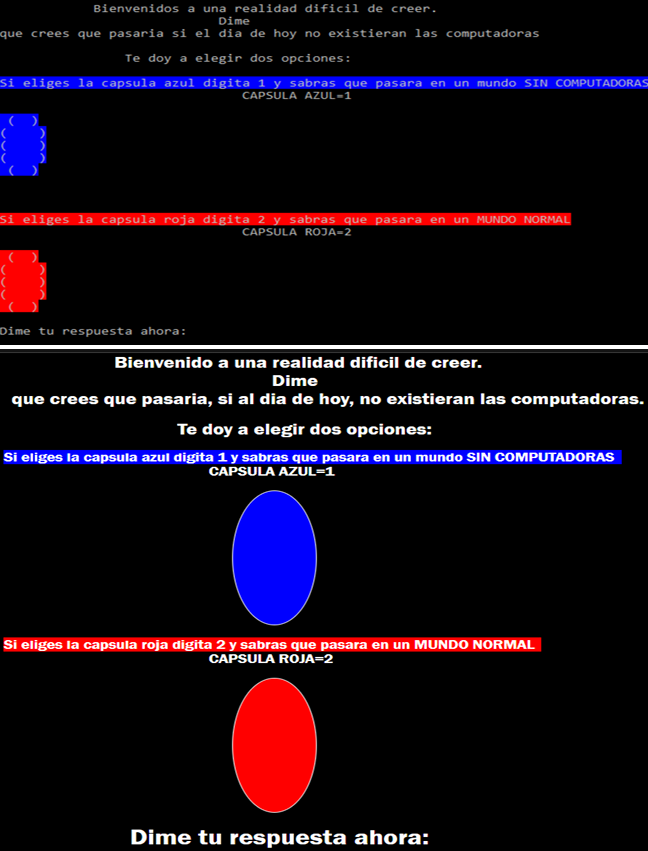 Bienvenidos a una realidad dificil de creer.
Dime
que crees que pasaria si el dia de hoy no existieran las computadoras
Te doy a elegir dos opciones:
Si eliges la capsula azul digita 1 y sabras que pasara en un mundo SIN COMPUTADORAS
CAPSULA AZUL=1
( )
( )
( )
( )
( )
Si eliges la capsula roja digita 2 y sabras que pasara en un MUNDO NORMAL
CAPSULA ROJA=2
( )
( )
( )
( )
( )
Dime tu respuesta ahora:
Bienvenido a una realidad dificil de creer.
Dime
que crees que pasaria, si al dia de hoy, no existieran las computadoras.
Te doy a elegir dos opciones:
Si eliges la capsula azul digita 1 y sabras que pasara en un mundo SIN COMPUTADORAS
CAPSULA AZUL=1
Si eliges la capsula roja digita 2 y sabras que pasara en un MUNDO NORMAL
CAPSULA ROJA=2
Dime tu respuesta ahora: